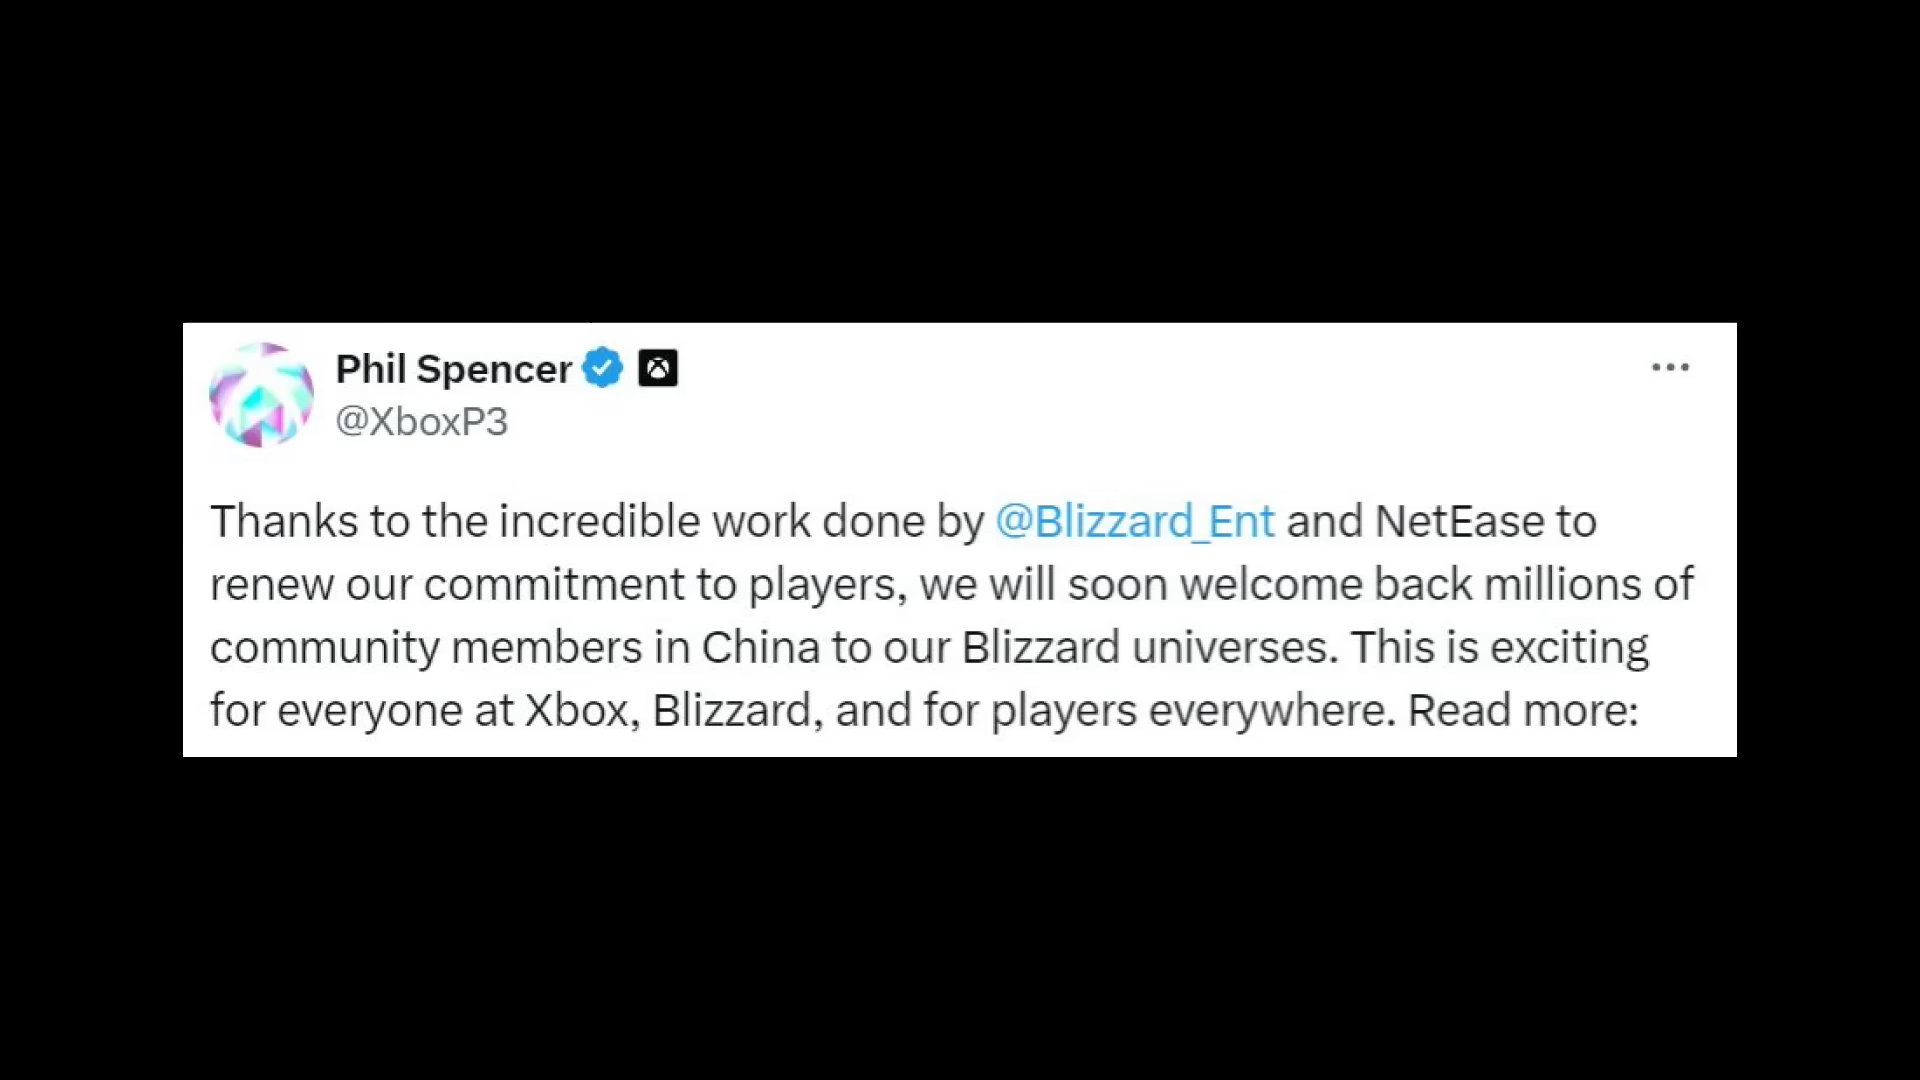 Phil Spencer
@XboxP3
Thanks to the incredible work done by @Blizzard_Ent and NetEase to
renew our commitment to players, we will soon welcome back millions of
community members in China to our Blizzard universes. This is exciting
for everyone at Xbox, Blizzard, and for players everywhere. Read more: